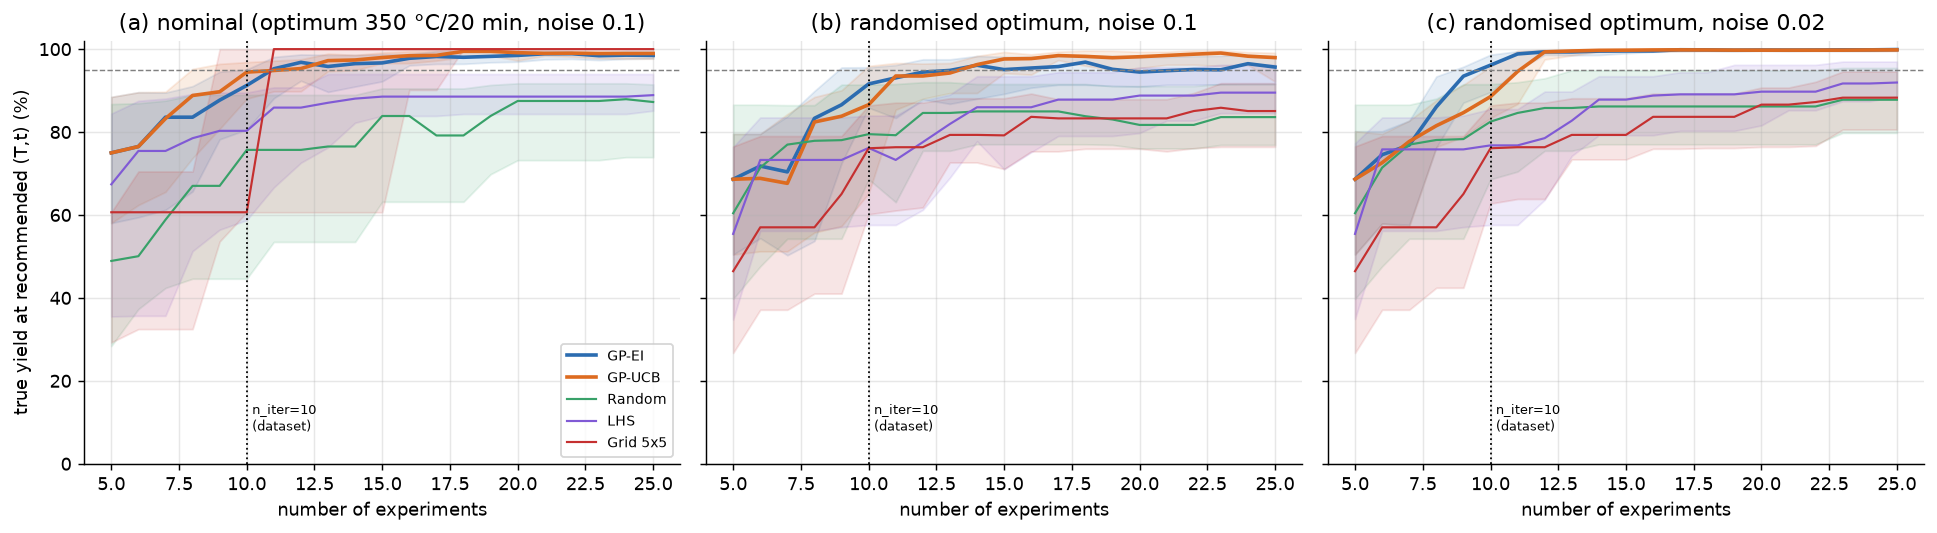 (a) nominal (optimum 350 °C/20 min, noise 0.1)
(b) randomised optimum, noise 0.1
(c) randomised optimum, noise 0.02
true yield at recommended (T,t) (%)
100
80
60
40
20
0
n_iter=10
(dataset)
GP-EI
GP-UCB
Random
LHS
Grid 5x5
5.0 7.5 10.0 12.5 15.0 17.5 20.0 22.5 25.0
number of experiments
n_iter=10
(dataset)
5.0 7.5 10.0 12.5 15.0 17.5 20.0 22.5 25.0
number of experiments
n_iter=10
(dataset)
5.0 7.5 10.0 12.5 15.0 17.5 20.0 22.5 25.0
number of experiments